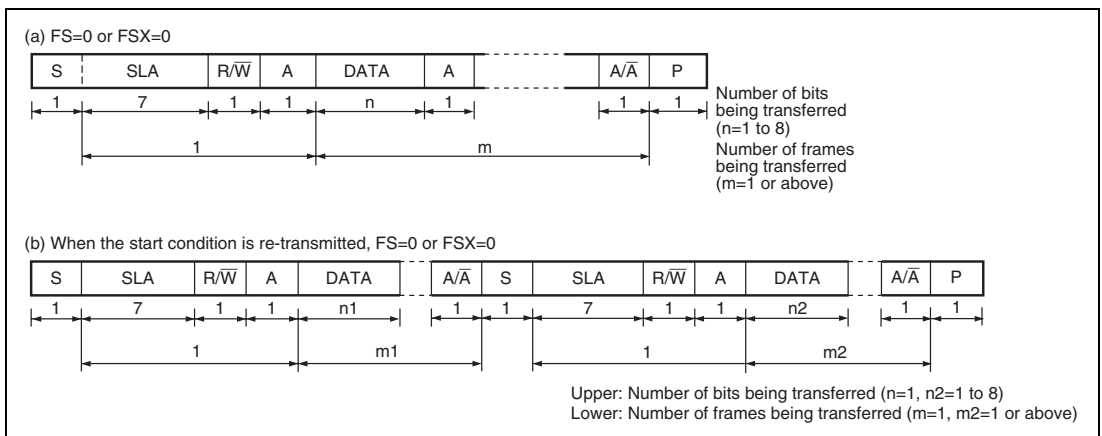 (a) FS=0 or FSX=0
S SLA R/W̅ A DATA A A/A̅ P
1 7 1 1 n 1 1 1
Number of bits
being transferred
(n=1 to 8)
1 m
Number of frames
being transferred
(m=1 or above)
(b) When the start condition is re-transmitted, FS=0 or FSX=0
S SLA R/W̅ A DATA A/A̅ S SLA R/W̅ A DATA A/A̅ P
1 7 1 1 n1 1 1 7 1 1 n2 1 1
1 m1 1 m2
Upper: Number of bits being transferred (n=1, n2=1 to 8)
Lower: Number of frames being transferred (m=1, m2=1 or above)